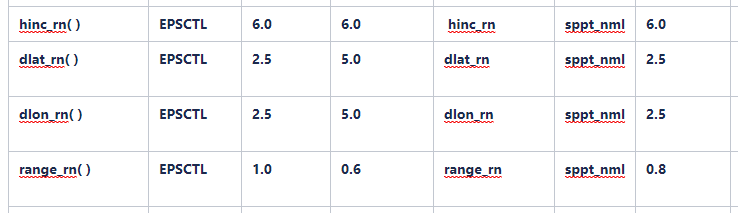 hinc_rn( ) EPSCTL 6.0 6.0 hinc_rn sppt_nml 6.0
dlat_rn( ) EPSCTL 2.5 5.0 dlat_rn sppt_nml 2.5
dlon_rn( ) EPSCTL 2.5 5.0 dlon_rn sppt_nml 2.5
range_rn( ) EPSCTL 1.0 0.6 range_rn sppt_nml 0.8